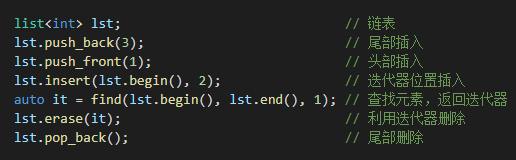 list<int> lst; // 链表
lst.push_back(3); // 尾部插入
lst.push_front(1); // 头部插入
lst.insert(lst.begin(), 2); // 迭代器位置插入
auto it = find(lst.begin(), lst.end(), 1); // 查找元素，返回迭代器
lst.erase(it); // 利用迭代器删除
lst.pop_back(); // 尾部删除